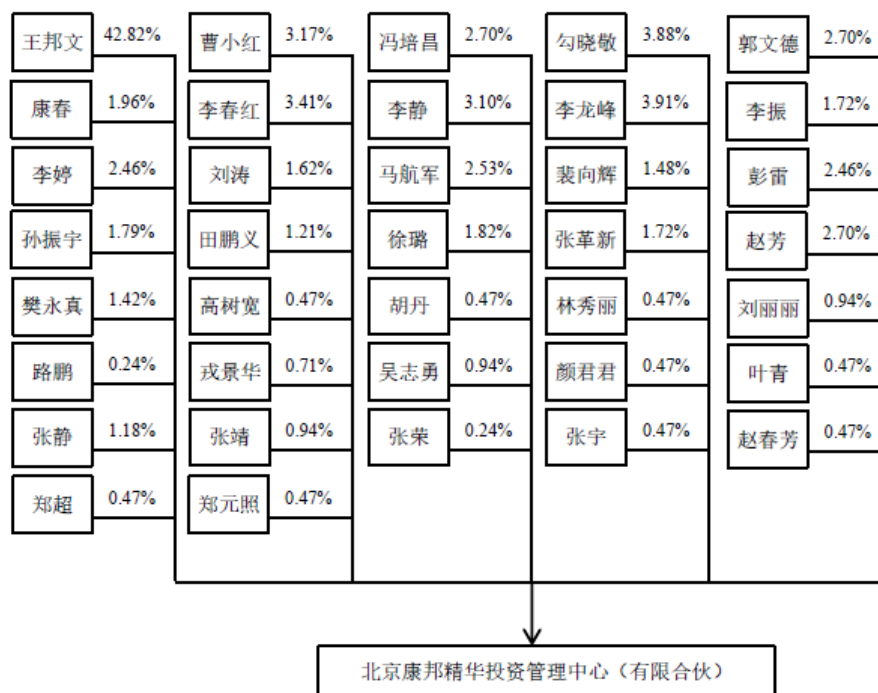 王邦文 42.82% 曹小红 3.17% 冯培昌 2.70% 勾晓敬 3.88% 郭文德 2.70%
康春 1.96% 李春红 3.41% 李静 3.10% 李龙峰 3.91% 李振 1.72%
李婷 2.46% 刘涛 1.62% 马航军 2.53% 裴向辉 1.48% 彭雷 2.46%
孙振宇 1.79% 田鹏义 1.21% 徐璐 1.82% 张革新 1.72% 赵芳 2.70%
樊永真 1.42% 高树宽 0.47% 胡丹 0.47% 林秀丽 0.47% 刘丽丽 0.94%
路鹏 0.24% 戎景华 0.71% 吴志勇 0.94% 颜君君 0.47% 叶青 0.47%
张静 1.18% 张靖 0.94% 张荣 0.24% 张宇 0.47% 赵春芳 0.47%
郑超 0.47% 郑元照 0.47%
北京康邦精华投资管理中心（有限合伙）